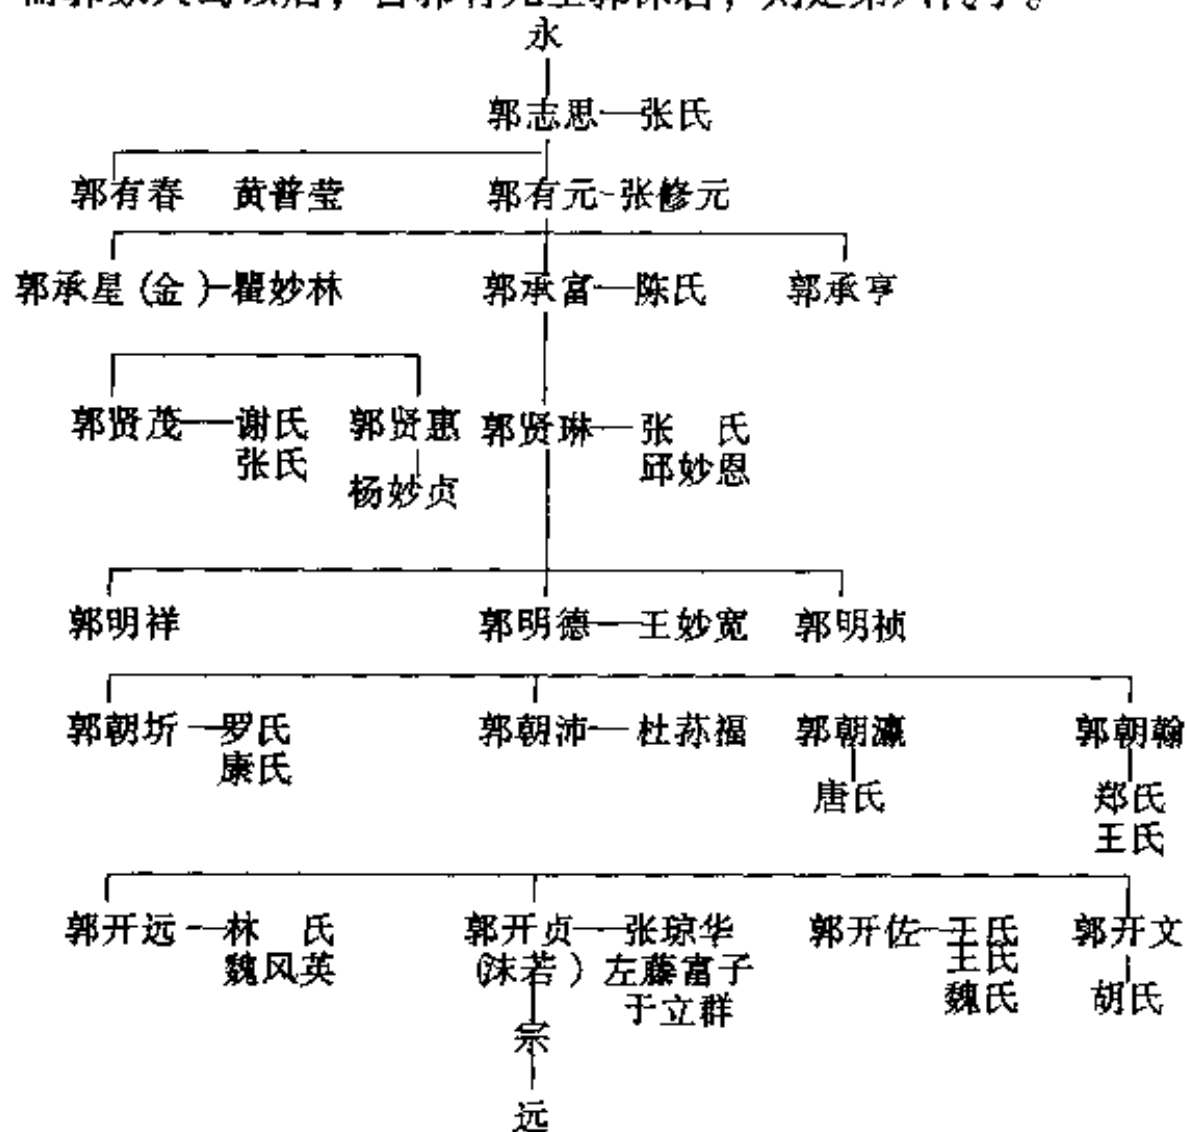 永
郭志思—张氏
郭有春 黄普莹 郭有元-张修元
郭承星(金)-瞿妙林 郭承富—陈氏 郭承亨
郭贤茂—谢氏 郭贤惠 郭贤琳—张 氏
张氏 杨妙贞 邱妙恩
郭明祥 郭明德—王妙宽 郭明祯
郭朝圻—罗氏 郭朝沛—杜荪福 郭朝瀛 郭朝翰
康氏 唐氏 郑氏
王氏
郭开远—林 氏 郭开贞—张琼华 郭开佐—王氏 郭开文
魏风英 (沫若) 左藤富子 王氏
于立群 魏氏 胡氏
宗
远